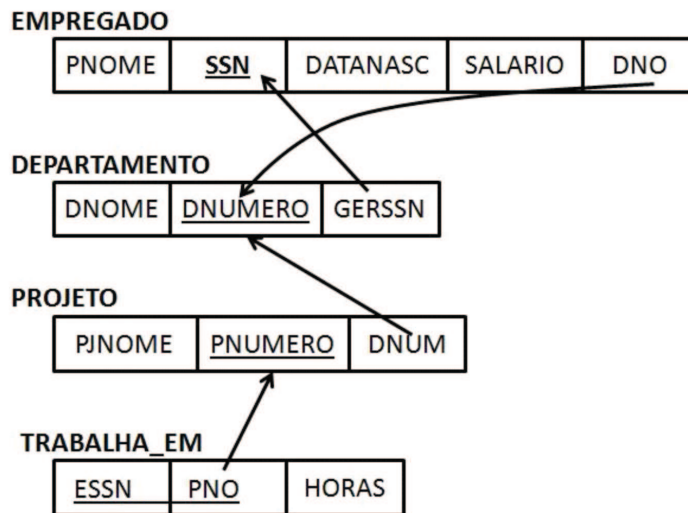 EMPREGADO
PNOME SSN DATANASC SALARIO DNO
DEPARTAMENTO
DNOME DNUMERO GERSSN
PROJETO
PJNOME PNUMERO DNUM
TRABALHA_EM
ESSN PNO HORAS